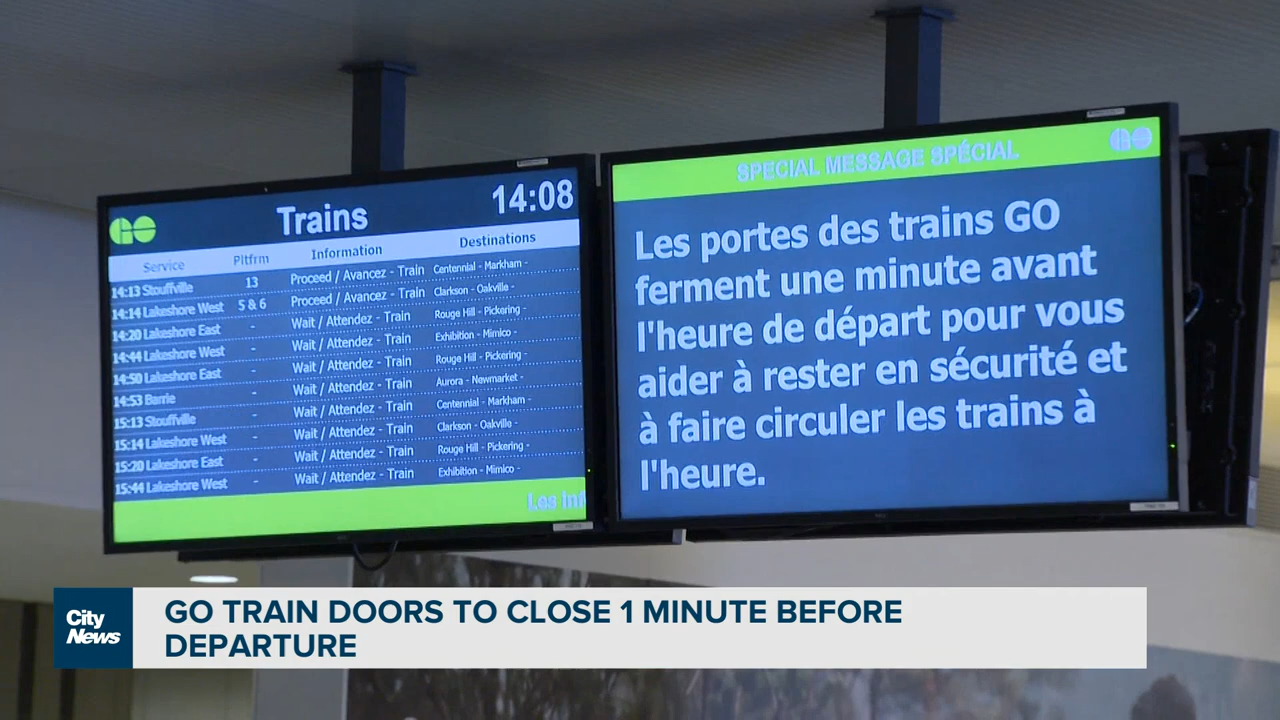 GO
Trains
14:08
Service Pltfrm Information Destinations
14:13 Stouffville 13 Proceed / Avancez - Train Centennial - Markham -
14:14 Lakeshore West 5 & 6 Proceed / Avancez - Train Clarkson - Oakville -
14:20 Lakeshore East - Wait / Attendez - Train Rouge Hill - Pickering -
14:44 Lakeshore West - Wait / Attendez - Train Exhibition - Mimico -
14:50 Lakeshore East - Wait / Attendez - Train Rouge Hill - Pickering -
14:53 Barrie - Wait / Attendez - Train Aurora - Newmarket -
15:13 Stouffville - Wait / Attendez - Train Centennial - Markham -
15:14 Lakeshore West - Wait / Attendez - Train Clarkson - Oakville -
15:20 Lakeshore East - Wait / Attendez - Train Rouge Hill - Pickering -
15:44 Lakeshore West - Wait / Attendez - Train Exhibition - Mimico -
Les inf
SPECIAL MESSAGE SPÉCIAL
GO
Les portes des trains GO
ferment une minute avant
l'heure de départ pour vous
aider à rester en sécurité et
à faire circuler les trains à
l'heure.
City
News
GO TRAIN DOORS TO CLOSE 1 MINUTE BEFORE
DEPARTURE